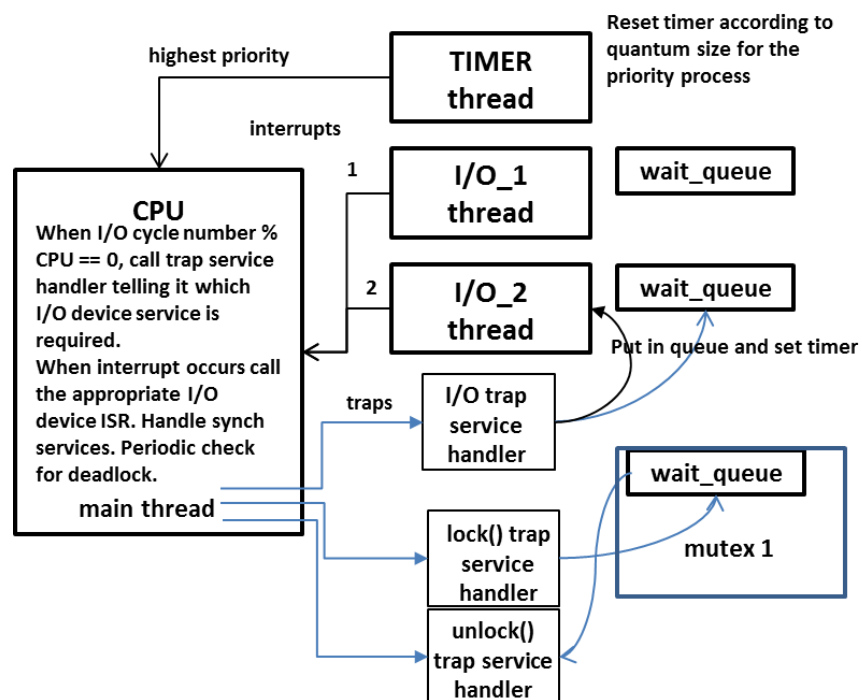 Reset timer according to
quantum size for the
priority process
highest priority
TIMER
thread
interrupts
1
I/O_1
thread
wait_queue
CPU
When I/O cycle number %
CPU == 0, call trap service
handler telling it which
I/O device service is
required.
When interrupt occurs call
the appropriate I/O
device ISR. Handle synch
services. Periodic check
for deadlock.
main thread
2
I/O_2
thread
wait_queue
Put in queue and set timer
traps
I/O trap
service
handler
wait_queue
mutex 1
lock() trap
service
handler
unlock()
trap service
handler